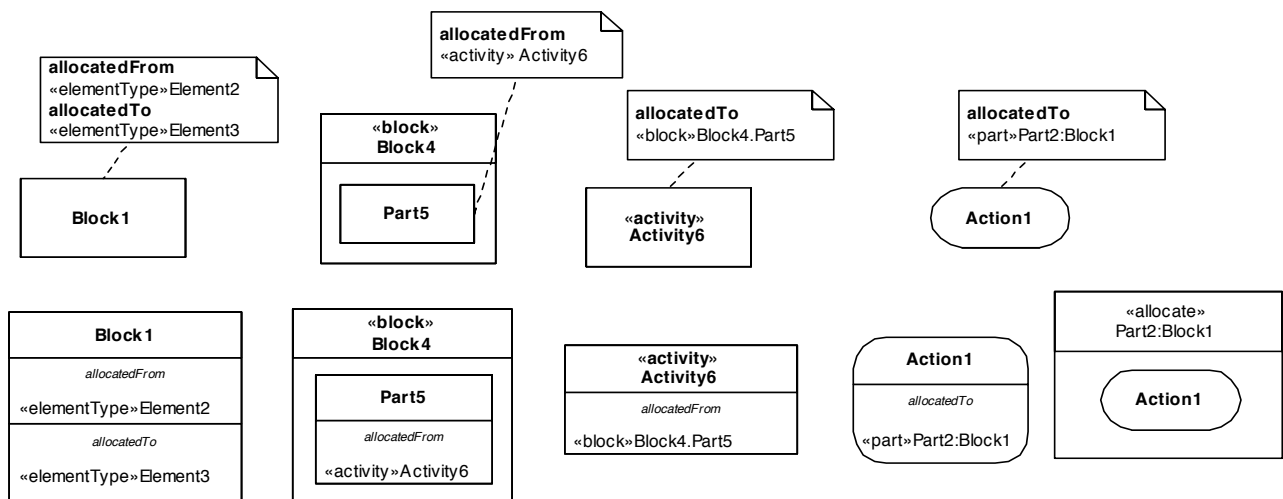 allocatedFrom
«elementType»Element2
allocatedTo
«elementType»Element3
Block1
«block»
Block4
Part5
allocatedFrom
«activity» Activity6
allocatedTo
«block»Block4.Part5
«activity»
Activity6
allocatedTo
«part»Part2:Block1
Action1
Block1
allocatedFrom
«elementType»Element2
allocatedTo
«elementType»Element3
«block»
Block4
Part5
allocatedFrom
«activity»Activity6
«activity»
Activity6
allocatedFrom
«block»Block4.Part5
Action1
allocatedTo
«part»Part2:Block1
«allocate»
Part2:Block1
Action1